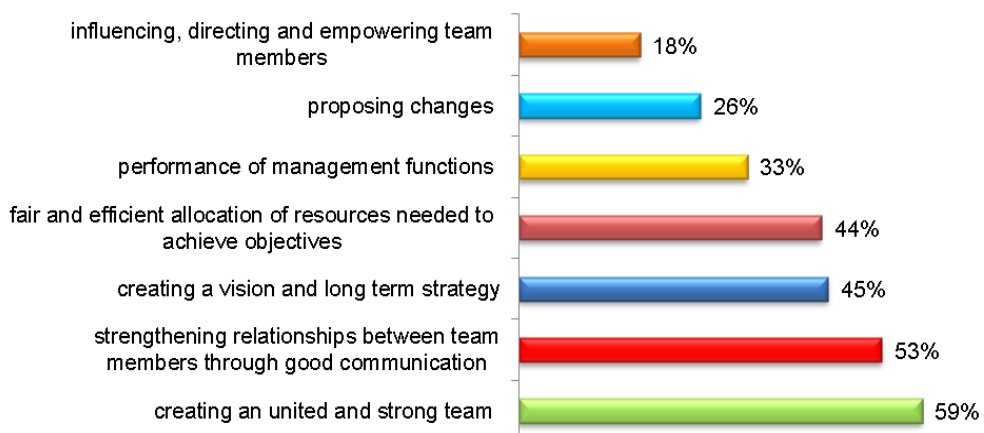 influencing, directing and empowering team
members
18%
proposing changes
26%
performance of management functions
33%
fair and efficient allocation of resources needed to
achieve objectives
44%
creating a vision and long term strategy
45%
strengthening relationships between team
members through good communication
53%
creating an united and strong team
59%